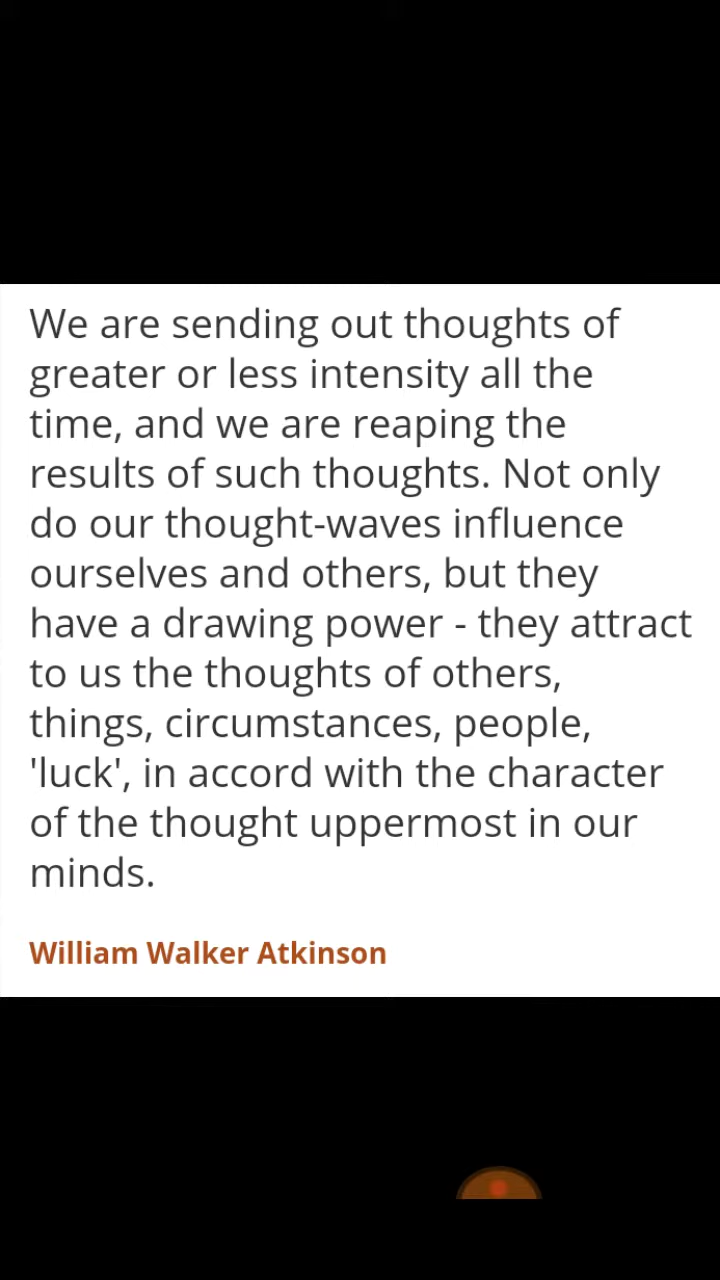 We are sending out thoughts of
greater or less intensity all the
time, and we are reaping the
results of such thoughts. Not only
do our thought-waves influence
ourselves and others, but they
have a drawing power - they attract
to us the thoughts of others,
things, circumstances, people,
'luck', in accord with the character
of the thought uppermost in our
minds.
William Walker Atkinson